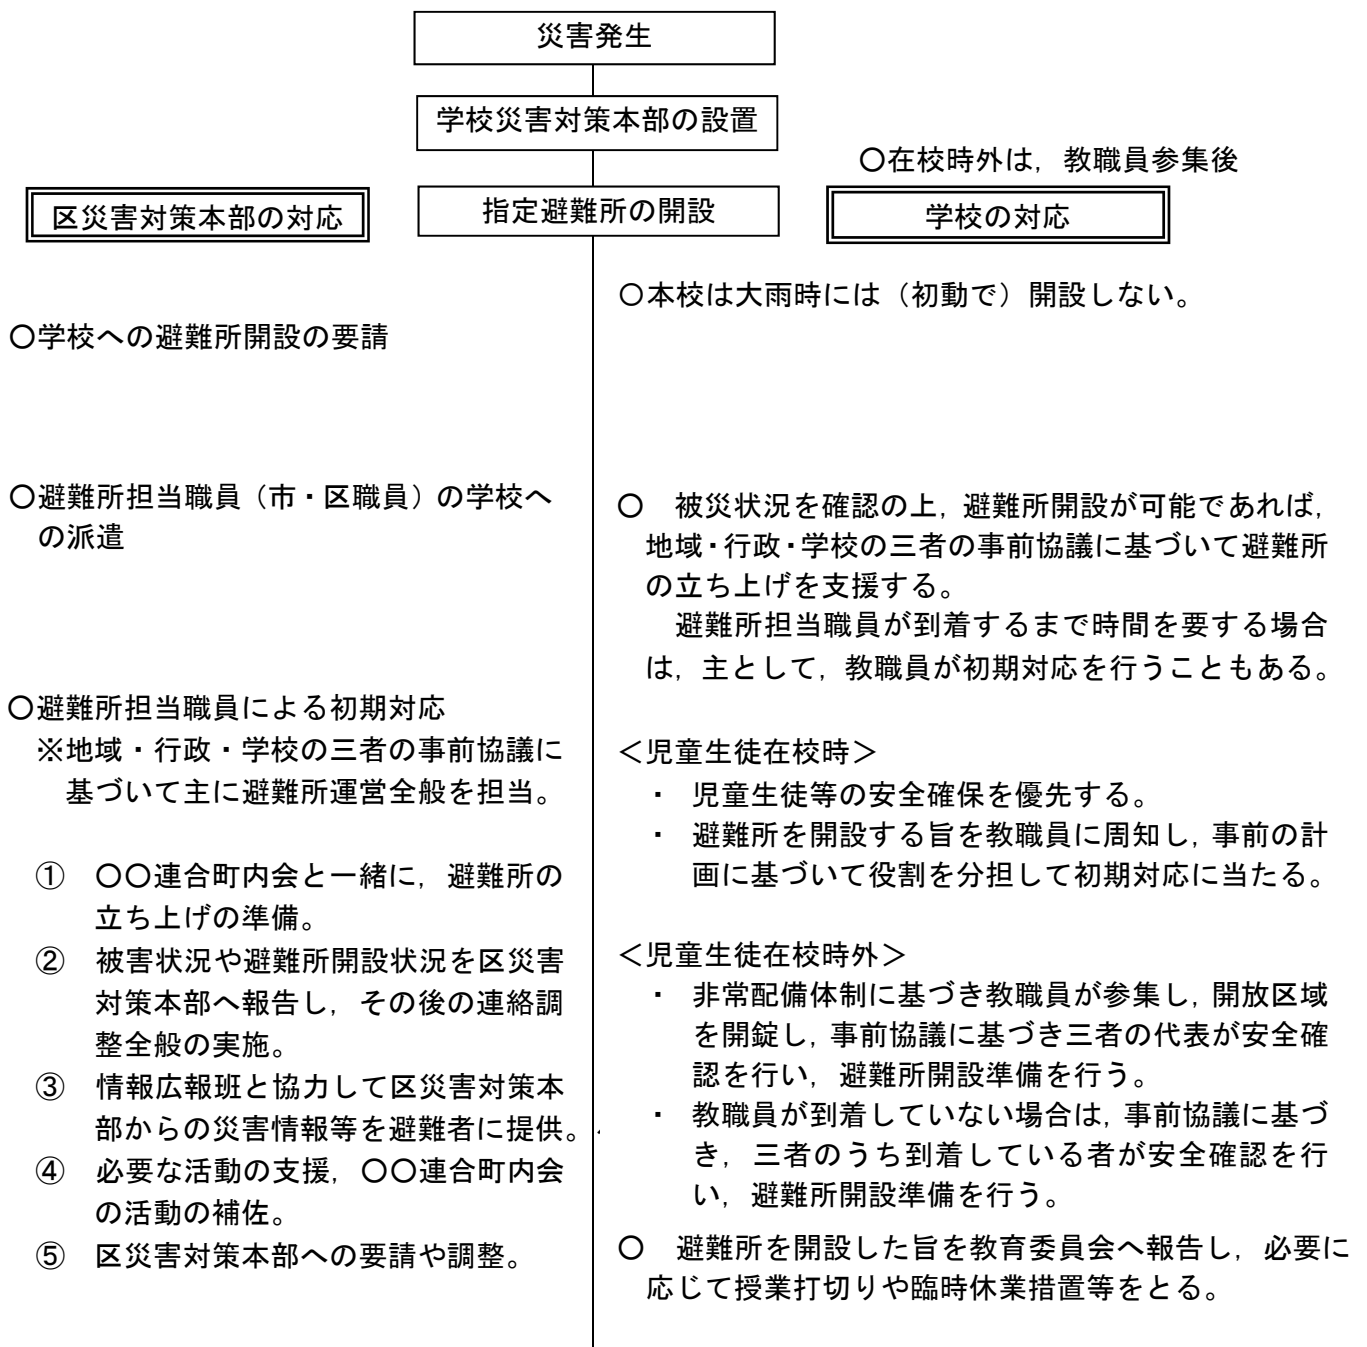 災害発生
学校災害対策本部の設置
〇在校時外は，教職員参集後
区災害対策本部の対応
指定避難所の開設
学校の対応
〇学校への避難所開設の要請
〇避難所担当職員（市・区職員）の学校へ
の派遣
〇避難所担当職員による初期対応
※地域・行政・学校の三者の事前協議に
基づいて主に避難所運営全般を担当。
① 〇〇連合町内会と一緒に，避難所の
立ち上げの準備。
② 被害状況や避難所開設状況を区災害
対策本部へ報告し，その後の連絡調
整全般の実施。
③ 情報広報班と協力して区災害対策本
部からの災害情報等を避難者に提供。
④ 必要な活動の支援，〇〇連合町内会
の活動の補佐。
⑤ 区災害対策本部への要請や調整。
〇本校は大雨時には（初動で）開設しない。
〇 被災状況を確認の上，避難所開設が可能であれば，
地域・行政・学校の三者の事前協議に基づいて避難所
の立ち上げを支援する。
避難所担当職員が到着するまで時間を要する場合
は，主として，教職員が初期対応を行うこともある。
＜児童生徒在校時＞
・ 児童生徒等の安全確保を優先する。
・ 避難所を開設する旨を教職員に周知し，事前の計
画に基づいて役割を分担して初期対応に当たる。
＜児童生徒在校時外＞
・ 非常配備体制に基づき教職員が参集し，開放区域
を開錠し，事前協議に基づき三者の代表が安全確
認を行い，避難所開設準備を行う。
・ 教職員が到着していない場合は，事前協議に基づ
き，三者のうち到着している者が安全確認を行
い，避難所開設準備を行う。
〇 避難所を開設した旨を教育委員会へ報告し，必要に
応じて授業打切りや臨時休業措置等をとる。